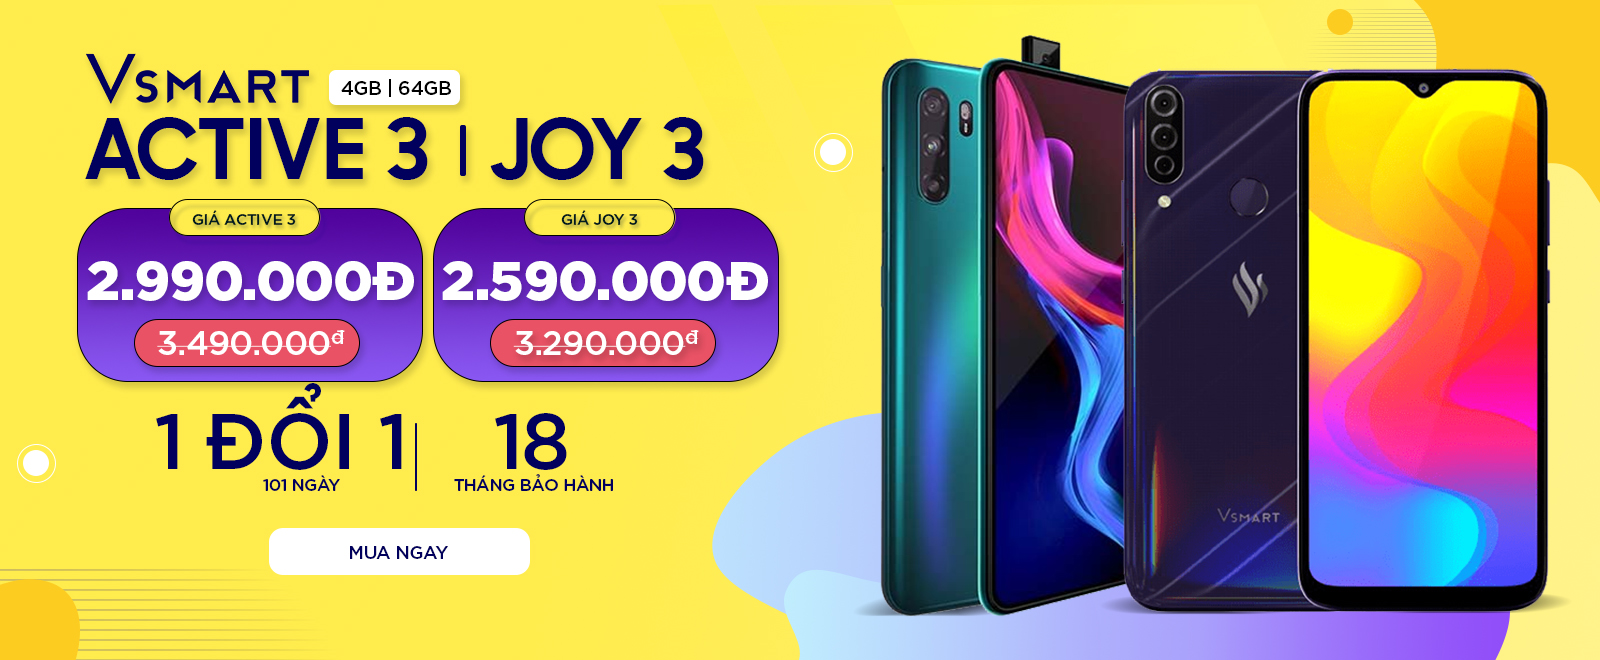 VSMART 4GB | 64GB
ACTIVE 3 | JOY 3
GIÁ ACTIVE 3
2.990.000Đ
3.490.000đ
GIÁ JOY 3
2.590.000Đ
3.290.000đ
1 ĐỔI 1
101 NGÀY
18
THÁNG BẢO HÀNH
MUA NGAY
VSMART